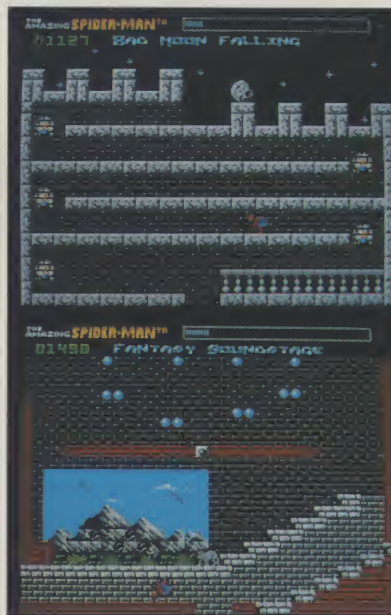 THE
AMAZING SPIDER-MAN™
01127 BAD MOON FALLING
THE
AMAZING SPIDER-MAN™
01498 FANTASY SOUNDSTAGE